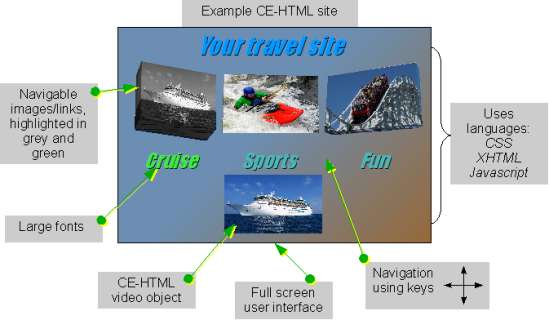 Example CE-HTML site
Your travel site
Navigable
images/links,
highlighted in
grey and
green
Uses
languages:
CSS
XHTML
Javascript
Cruise
Sports
Fun
Large fonts
CE-HTML
video object
Full screen
user interface
Navigation
using keys